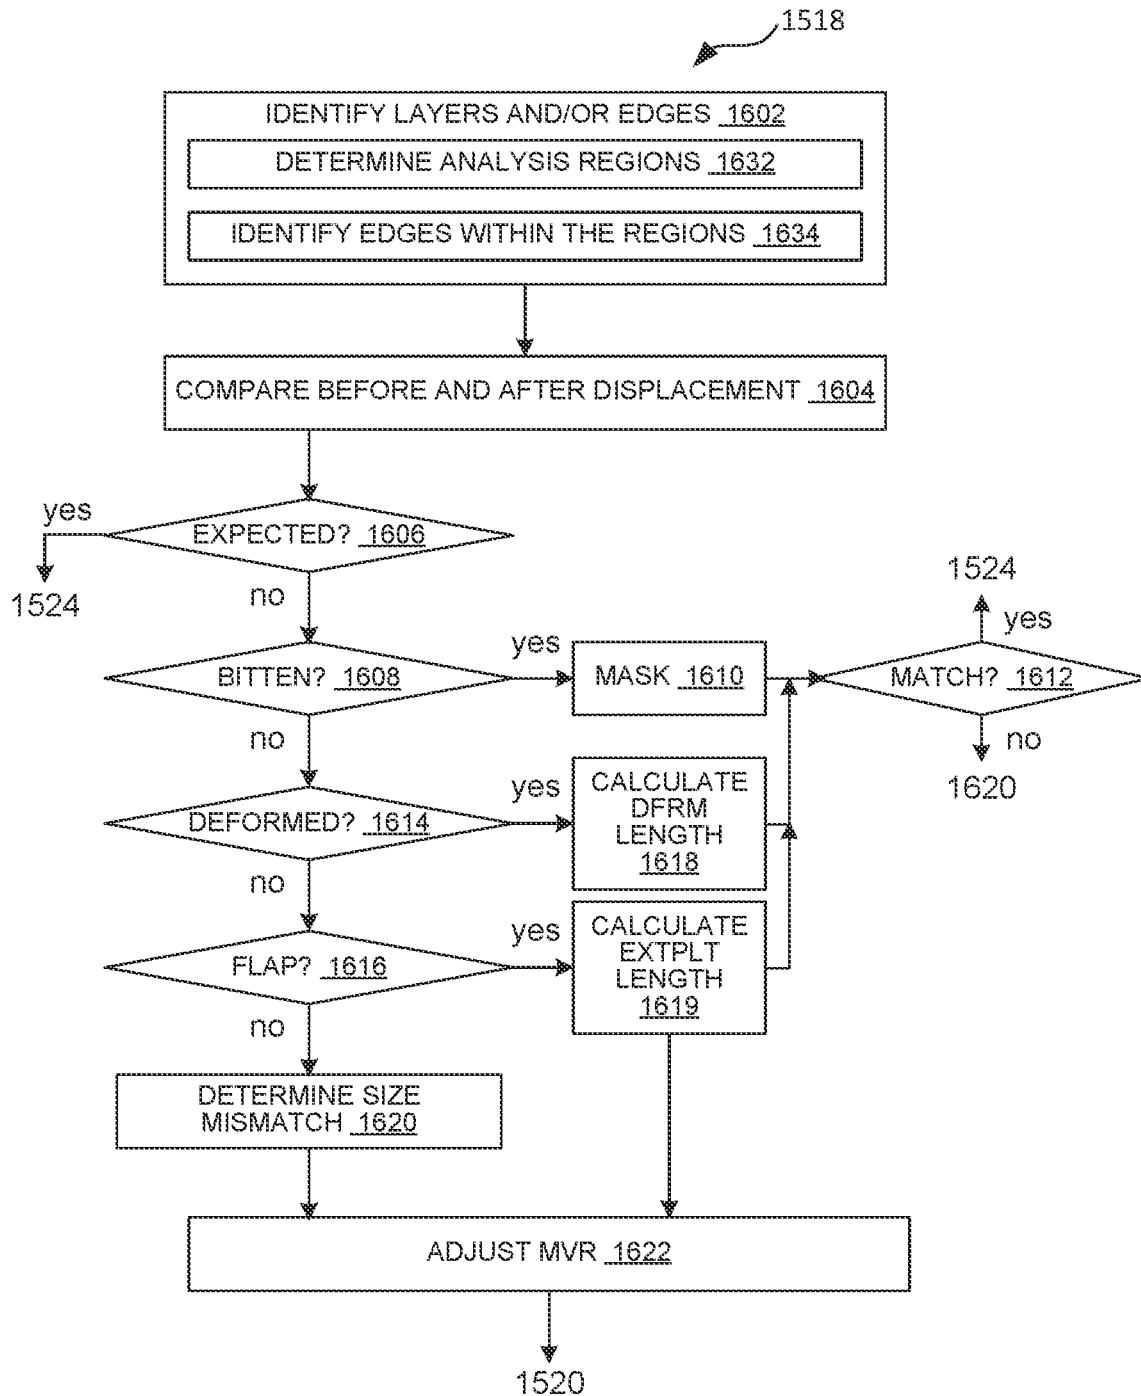 1518
IDENTIFY LAYERS AND/OR EDGES 1602
DETERMINE ANALYSIS REGIONS 1632
IDENTIFY EDGES WITHIN THE REGIONS 1634
COMPARE BEFORE AND AFTER DISPLACEMENT 1604
yes
EXPECTED? 1606
1524
no
1524
yes
BITTEN? 1608
yes
MASK 1610
MATCH? 1612
no
no
1620
DEFORMED? 1614
yes
CALCULATE
DFRM
LENGTH
1618
no
FLAP? 1616
yes
CALCULATE
EXTPLT
LENGTH
1619
no
DETERMINE SIZE
MISMATCH 1620
ADJUST MVR 1622
1520